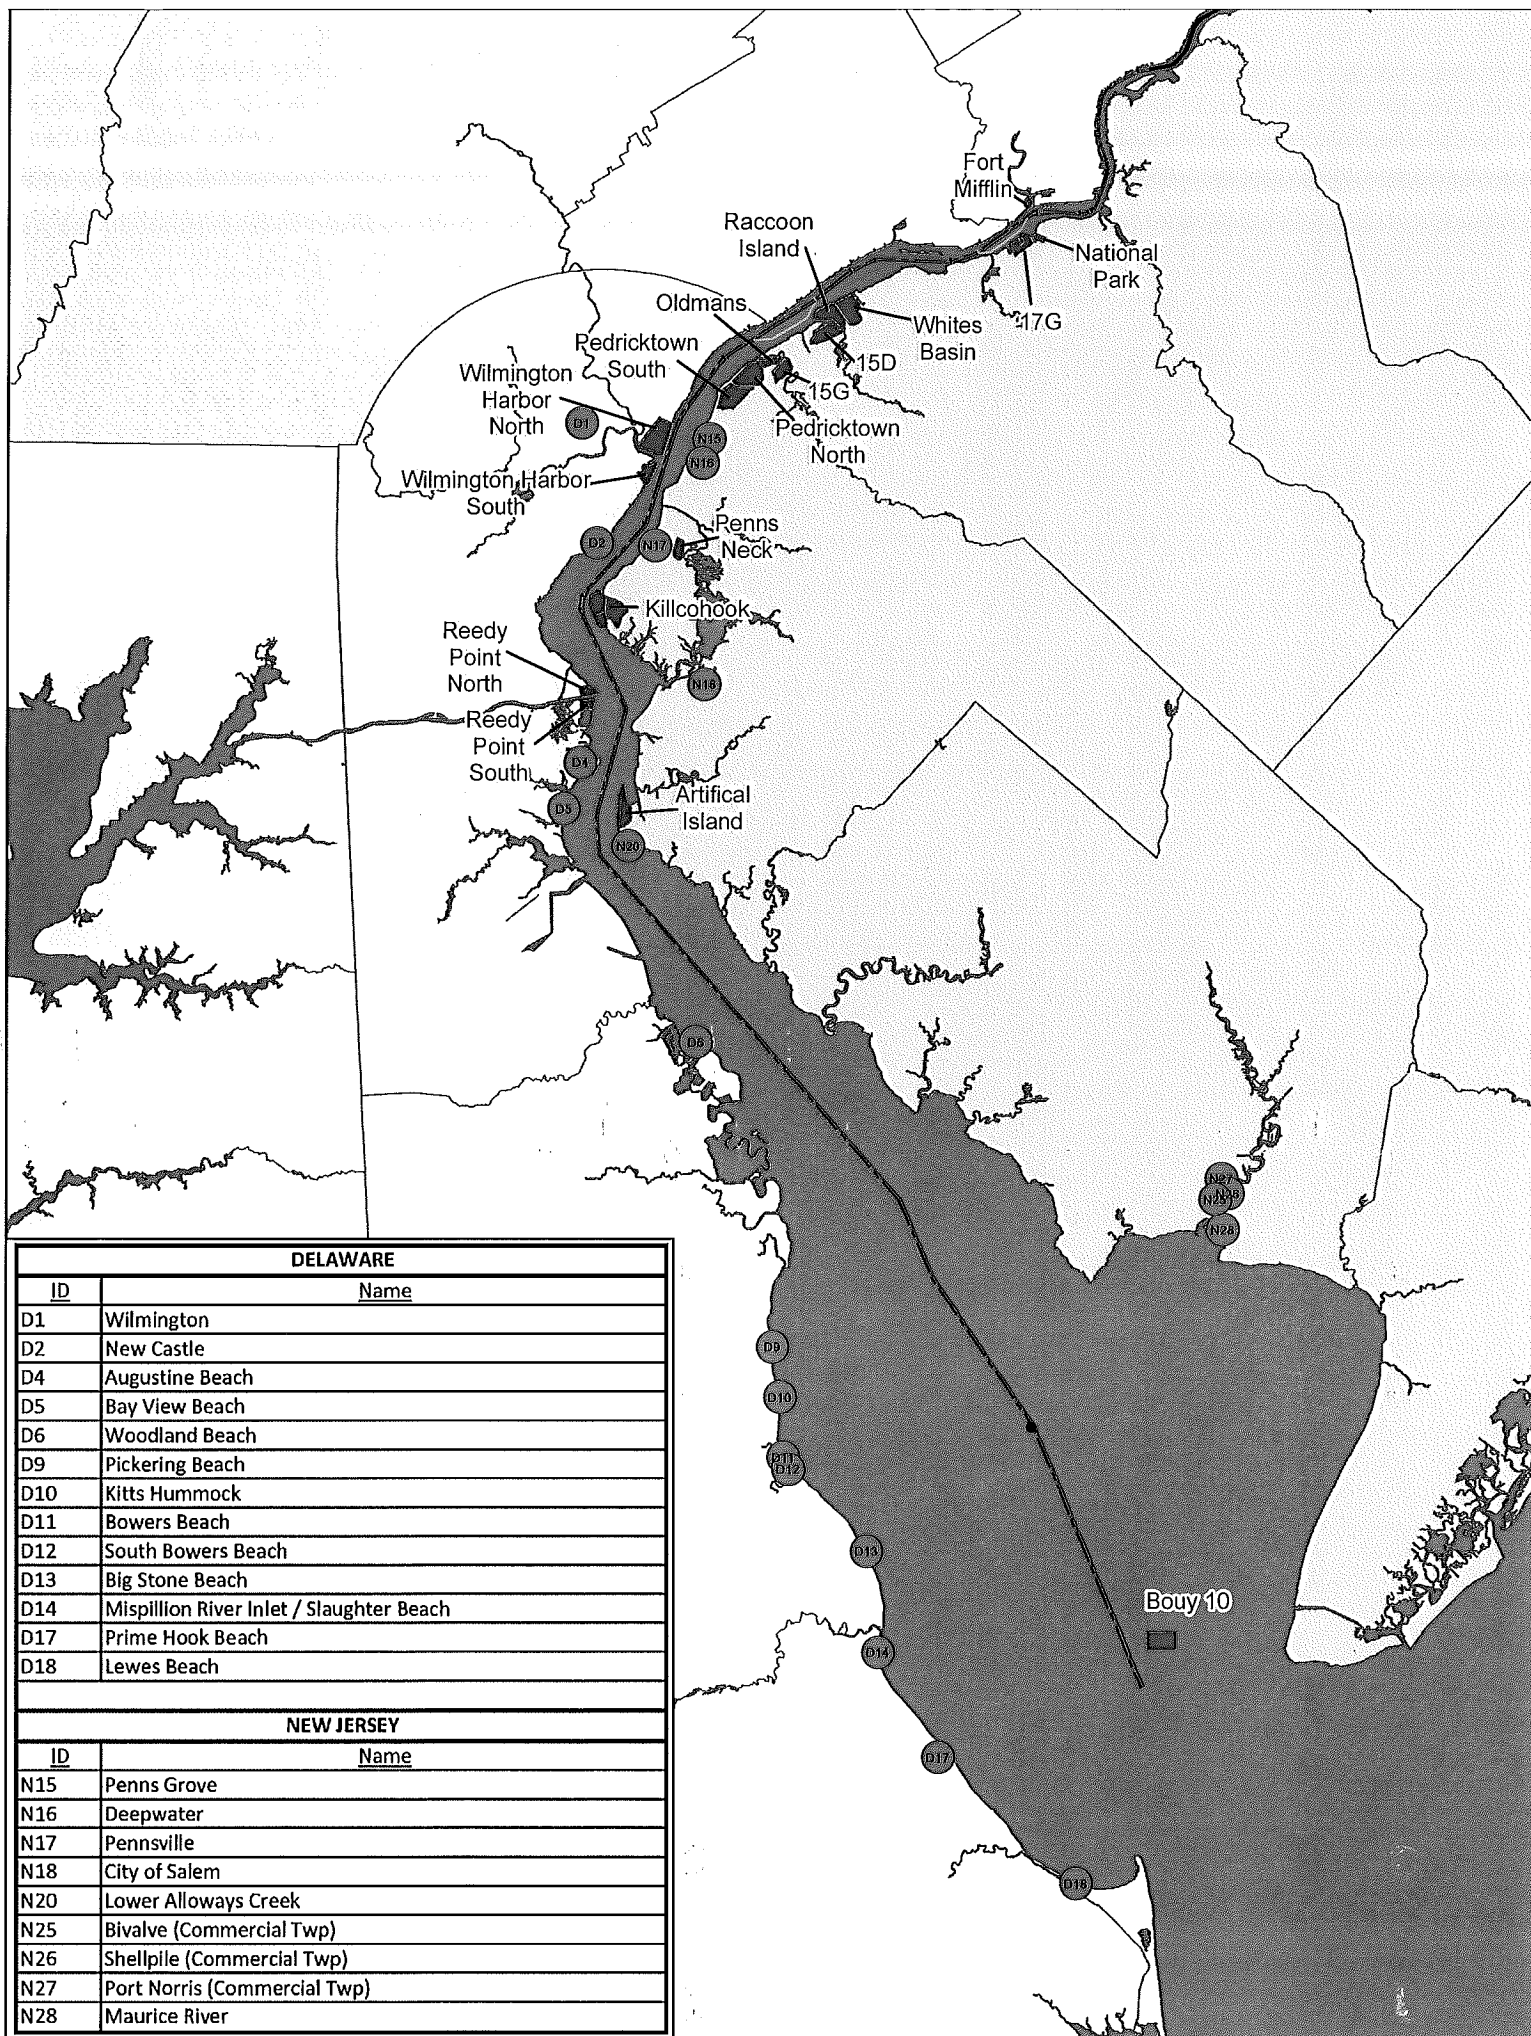 Fort
Mifflin
Raccoon
Island
National
Park
Oldmans
Whites
Basin
17G
Pedricktown
South
15D
Wilmington
Harbor
North
15G
D1
Pedricktown
North
N15
N16
Wilmington Harbor
South
Penns
Neck
D2
N17
Killcohook
Reedy
Point
North
N18
Reedy
Point
South
D4
Artifical
Island
D5
N20
D6
N27
N26
N25
N28
D9
D10
D11
D12
D13
Bouy 10
D14
D17
D18
DELAWARE
ID Name
D1 Wilmington
D2 New Castle
D4 Augustine Beach
D5 Bay View Beach
D6 Woodland Beach
D9 Pickering Beach
D10 Kitts Hummock
D11 Bowers Beach
D12 South Bowers Beach
D13 Big Stone Beach
D14 Mispillion River Inlet / Slaughter Beach
D17 Prime Hook Beach
D18 Lewes Beach
NEW JERSEY
ID Name
N15 Penns Grove
N16 Deepwater
N17 Pennsville
N18 City of Salem
N20 Lower Alloways Creek
N25 Bivalve (Commercial Twp)
N26 Shellpile (Commercial Twp)
N27 Port Norris (Commercial Twp)
N28 Maurice River